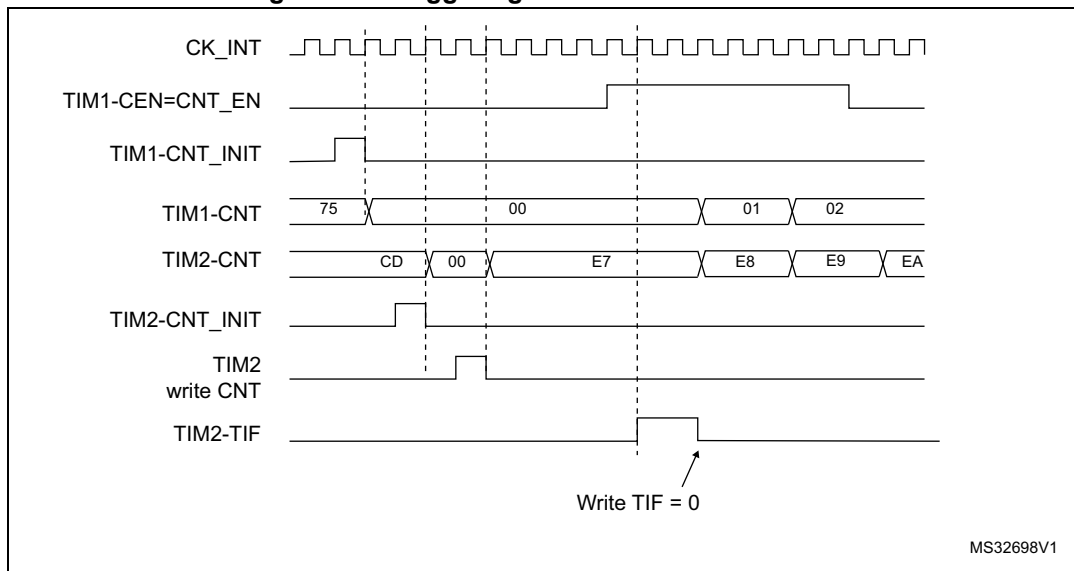 CK_INT
TIM1-CEN=CNT_EN
TIM1-CNT_INIT
TIM1-CNT 75 00 01 02
TIM2-CNT CD 00 E7 E8 E9 EA
TIM2-CNT_INIT
TIM2
write CNT
TIM2-TIF
Write TIF = 0
MS32698V1